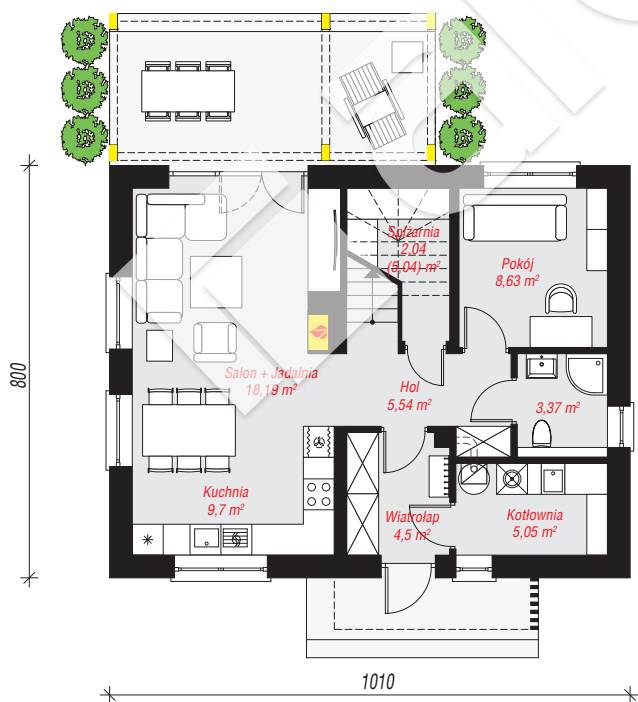 Spiżarnia
2,04
(5,04) m²
Pokój
8,63 m²
Salon + Jadalnia
18,19 m²
Hol
5,54 m²
3,37 m²
Kuchnia
9,7 m²
Wiatrołap
4,5 m²
Kotłownia
5,05 m²
800
1010